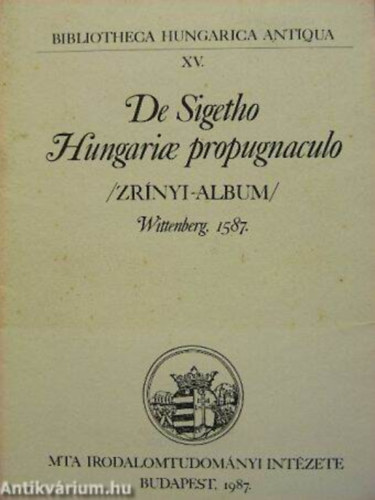 BIBLIOTHECA HUNGARICA ANTIQUA
XV.
De Sigetho
Hungariæ propugnaculo
/ZRÍNYI-ALBUM/
Wittenberg, 1587.
MTA IRODALOMTUDOMÁNYI INTÉZETE
BUDAPEST, 1987.
Antikvárium.hu